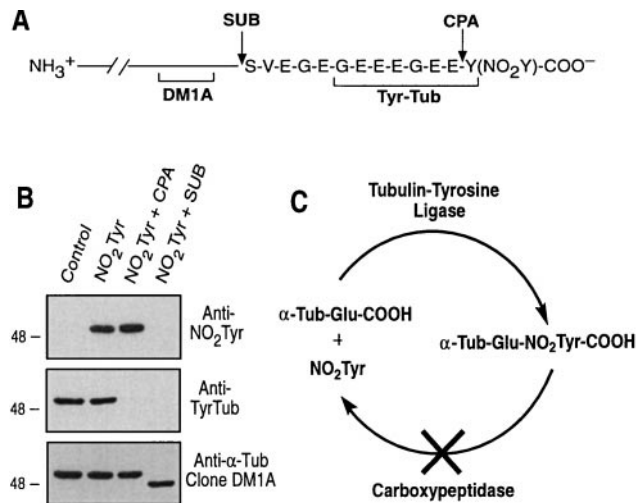 A
SUB
CPA
NH₃⁺
S-V-E-G-E-G-E-E-E-G-E-E-Y(NO₂Y)-COO⁻
DM1A
Tyr-Tub
B
Control
NO₂Tyr
NO₂Tyr + CPA
NO₂Tyr + SUB
48 –
Anti-
NO₂Tyr
48 –
Anti-
TyrTub
48 –
Anti-α-Tub
Clone DM1A
C
Tubulin-Tyrosine
Ligase
α-Tub-Glu-COOH
+
NO₂Tyr
α-Tub-Glu-NO₂Tyr-COOH
Carboxypeptidase